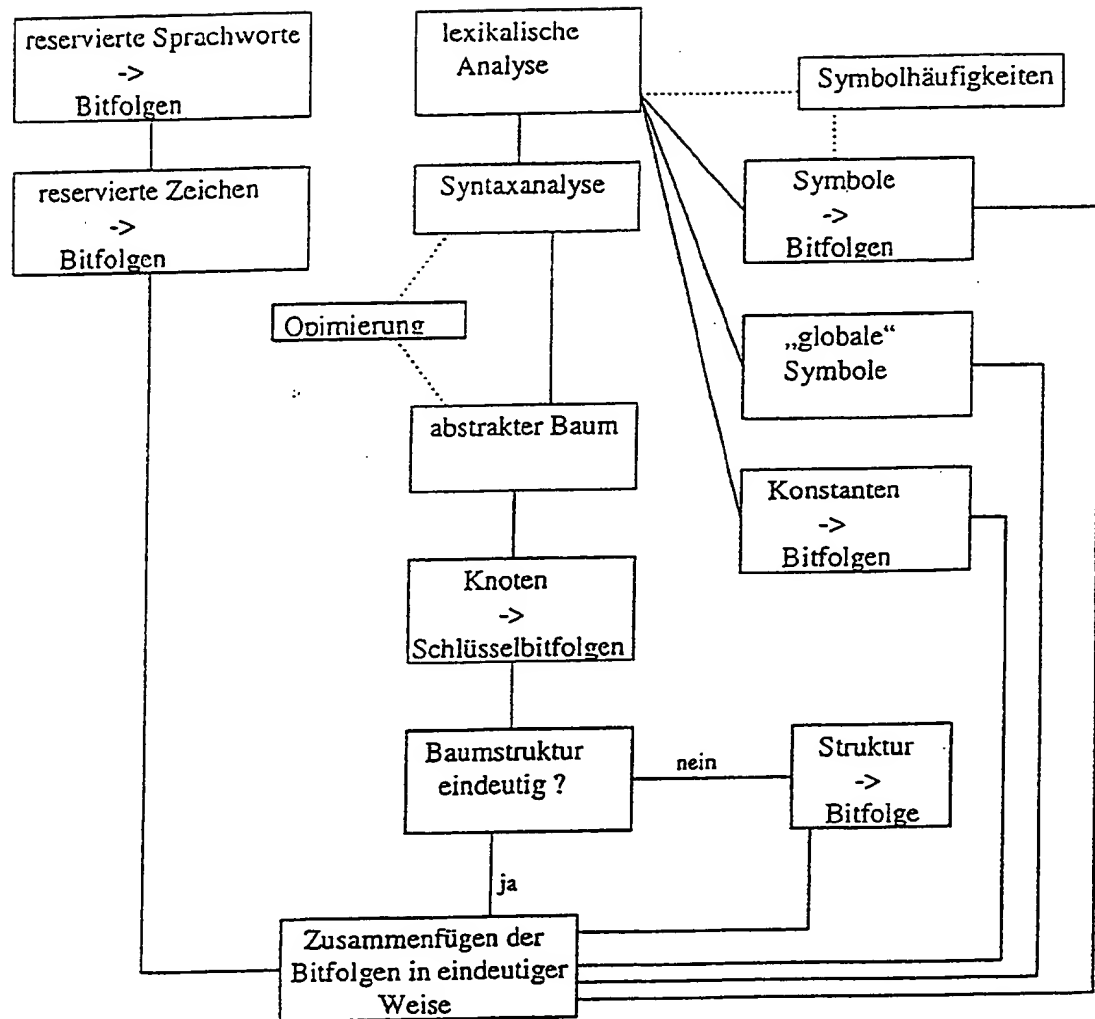 reservierte Sprachworte
->
Bitfolgen
lexikalische
Analyse
Symbolhäufigkeiten
reservierte Zeichen
->
Bitfolgen
Syntaxanalyse
Symbole
->
Bitfolgen
Opimierung
„globale“
Symbole
abstrakter Baum
Konstanten
->
Bitfolgen
Knoten
->
Schlüsselbitfolgen
Baumstruktur
eindeutig ?
nein
Struktur
->
Bitfolge
ja
Zusammenfügen der
Bitfolgen in eindeutiger
Weise